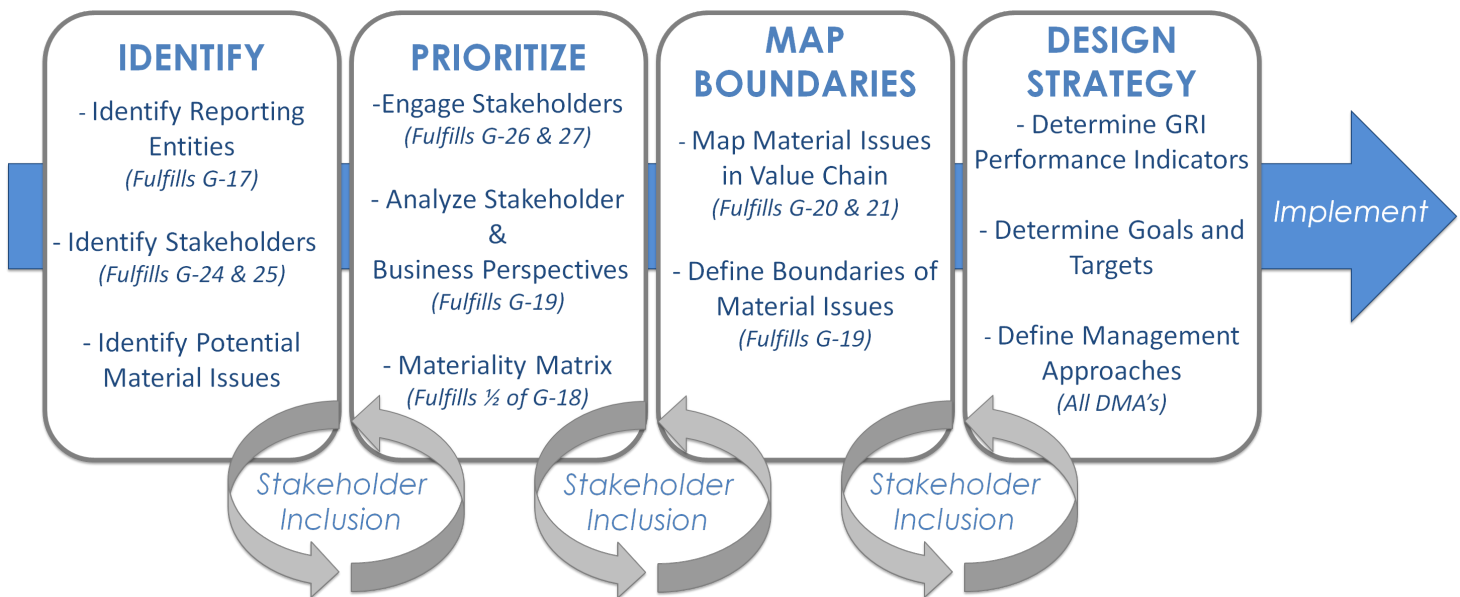 IDENTIFY
- Identify Reporting
Entities
(Fulfills G-17)
- Identify Stakeholders
(Fulfills G-24 & 25)
- Identify Potential
Material Issues
PRIORITIZE
-Engage Stakeholders
(Fulfills G-26 & 27)
- Analyze Stakeholder
&
Business Perspectives
(Fulfills G-19)
- Materiality Matrix
(Fulfills ½ of G-18)
MAP
BOUNDARIES
- Map Material Issues
in Value Chain
(Fulfills G-20 & 21)
- Define Boundaries of
Material Issues
(Fulfills G-19)
DESIGN
STRATEGY
- Determine GRI
Performance Indicators
- Determine Goals and
Targets
- Define Management
Approaches
(All DMA's)
Implement
Stakeholder
Inclusion
Stakeholder
Inclusion
Stakeholder
Inclusion